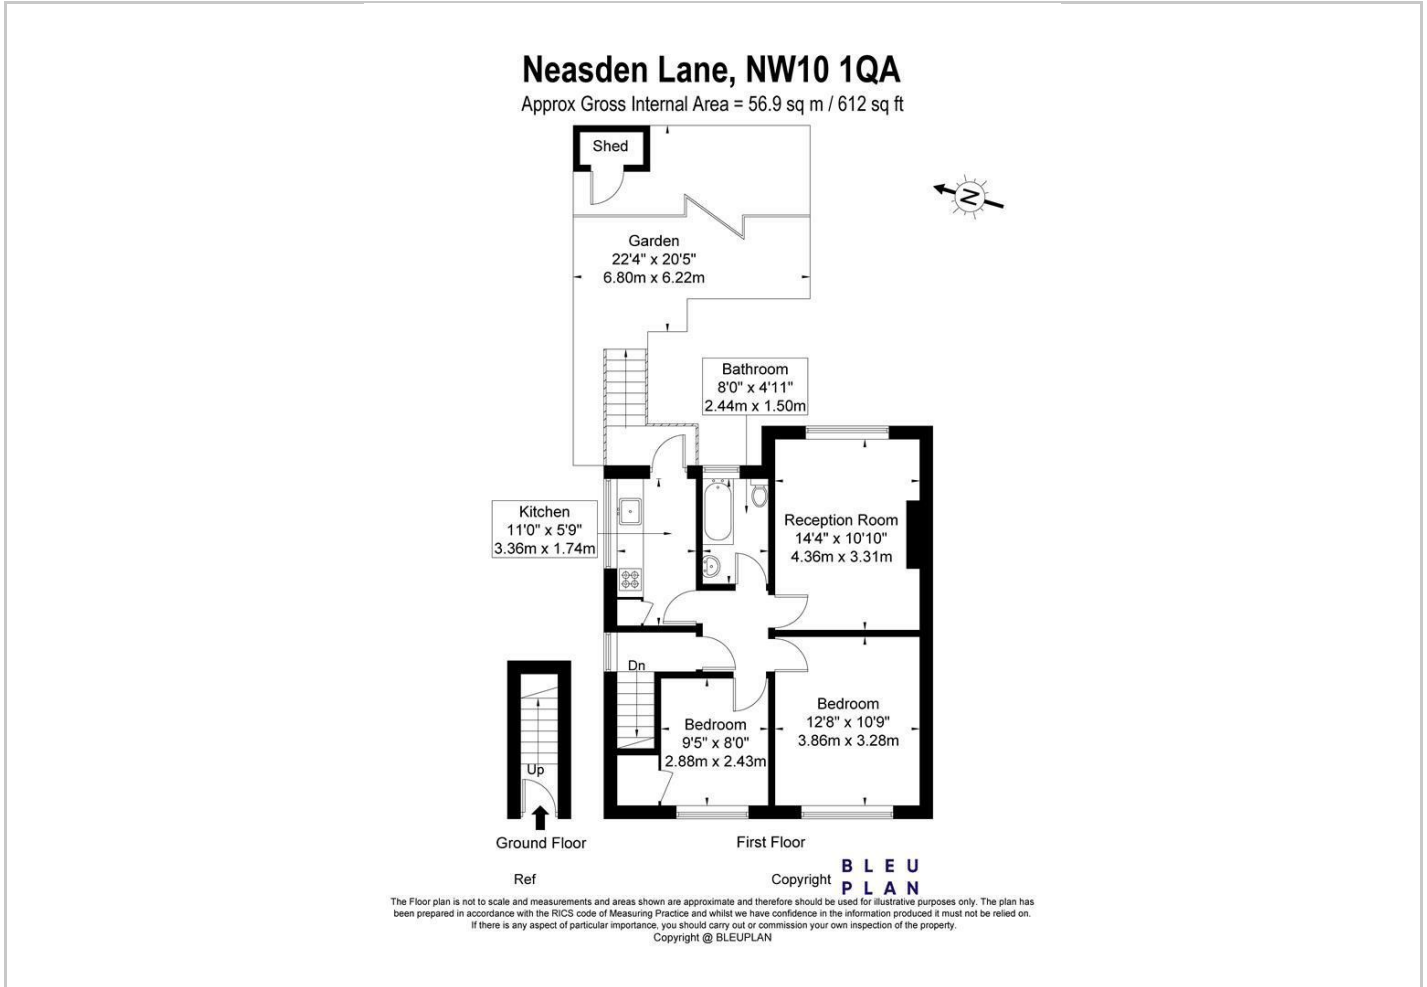 Neasden Lane, NW10 1QA
Approx Gross Internal Area = 56.9 sq m / 612 sq ft
Shed
N
Garden
22'4" x 20'5"
6.80m x 6.22m
Bathroom
8'0" x 4'11"
2.44m x 1.50m
Kitchen
11'0" x 5'9"
3.36m x 1.74m
Reception Room
14'4" x 10'10"
4.36m x 3.31m
Dn
Bedroom
9'5" x 8'0"
2.88m x 2.43m
Bedroom
12'8" x 10'9"
3.86m x 3.28m
Up
Ground Floor
First Floor
Ref
Copyright
BLEU
PLAN
The Floor plan is not to scale and measurements and areas shown are approximate and therefore should be used for illustrative purposes only. The plan has
been prepared in accordance with the RICS code of Measuring Practice and whilst we have confidence in the information produced it must not be relied on.
If there is any aspect of particular importance, you should carry out or commission your own inspection of the property.
Copyright @ BLEUPLAN